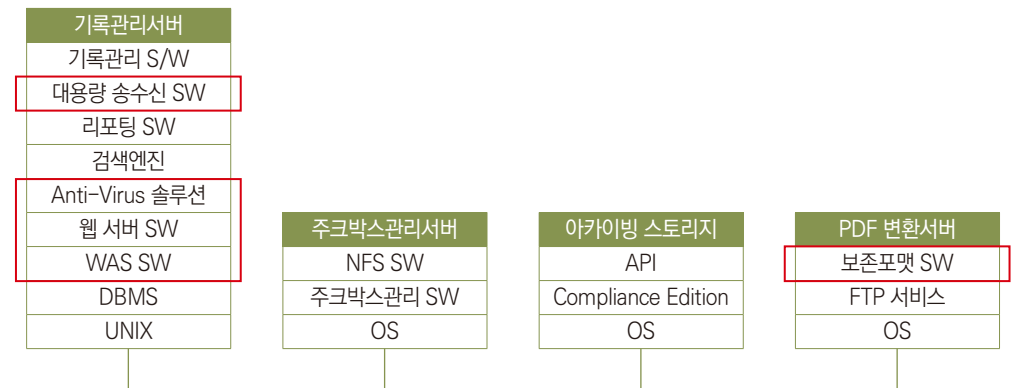 기록관리서버
기록관리 S/W
대용량 송수신 SW
리포팅 SW
검색엔진
Anti-Virus 솔루션
웹 서버 SW
WAS SW
DBMS
UNIX
주크박스관리서버
NFS SW
주크박스관리 SW
OS
아카이빙 스토리지
API
Compliance Edition
OS
PDF 변환서버
보존포맷 SW
FTP 서비스
OS